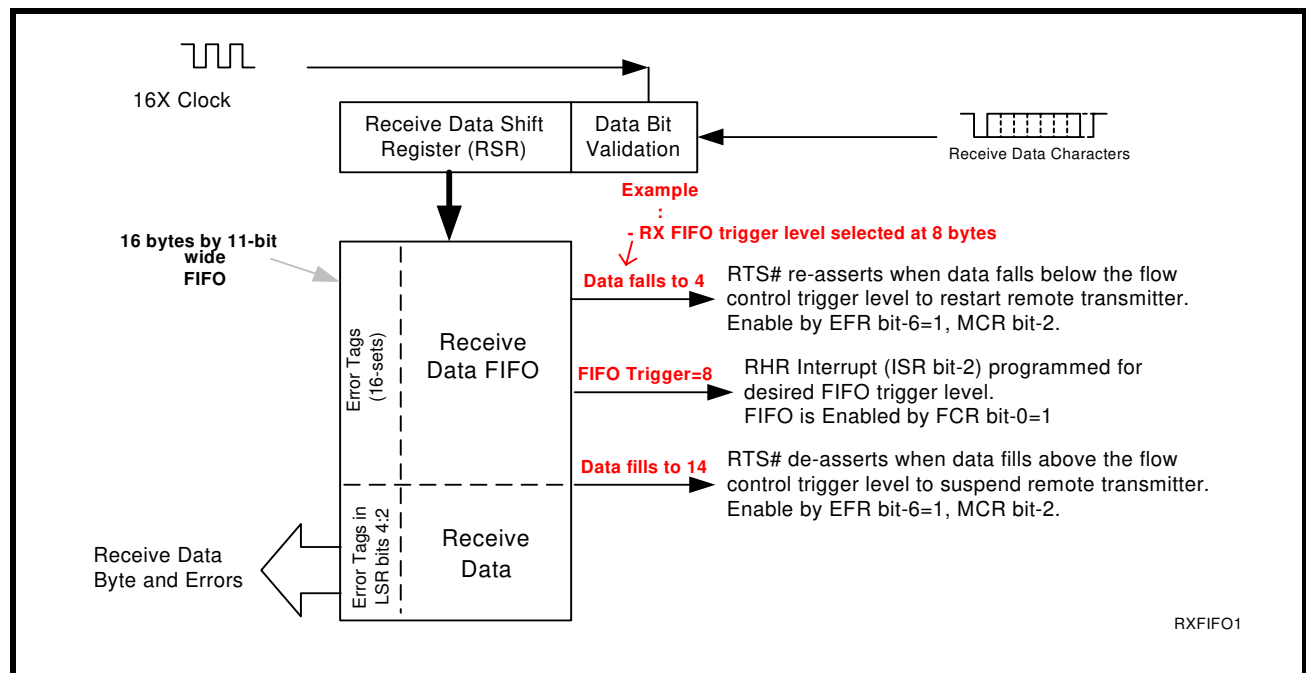 16X Clock
Receive Data Shift
Register (RSR)
Data Bit
Validation
Receive Data Characters
Example
:
- RX FIFO trigger level selected at 8 bytes
16 bytes by 11-bit
wide
FIFO
Data falls to 4
RTS# re-asserts when data falls below the flow
control trigger level to restart remote transmitter.
Enable by EFR bit-6=1, MCR bit-2.
Error Tags
(16-sets)
Receive
Data FIFO
FIFO Trigger=8
RHR Interrupt (ISR bit-2) programmed for
desired FIFO trigger level.
FIFO is Enabled by FCR bit-0=1
Data fills to 14
RTS# de-asserts when data fills above the flow
control trigger level to suspend remote transmitter.
Enable by EFR bit-6=1, MCR bit-2.
Receive Data
Byte and Errors
Error Tags in
LSR bits 4:2
Receive
Data
RXFIFO1